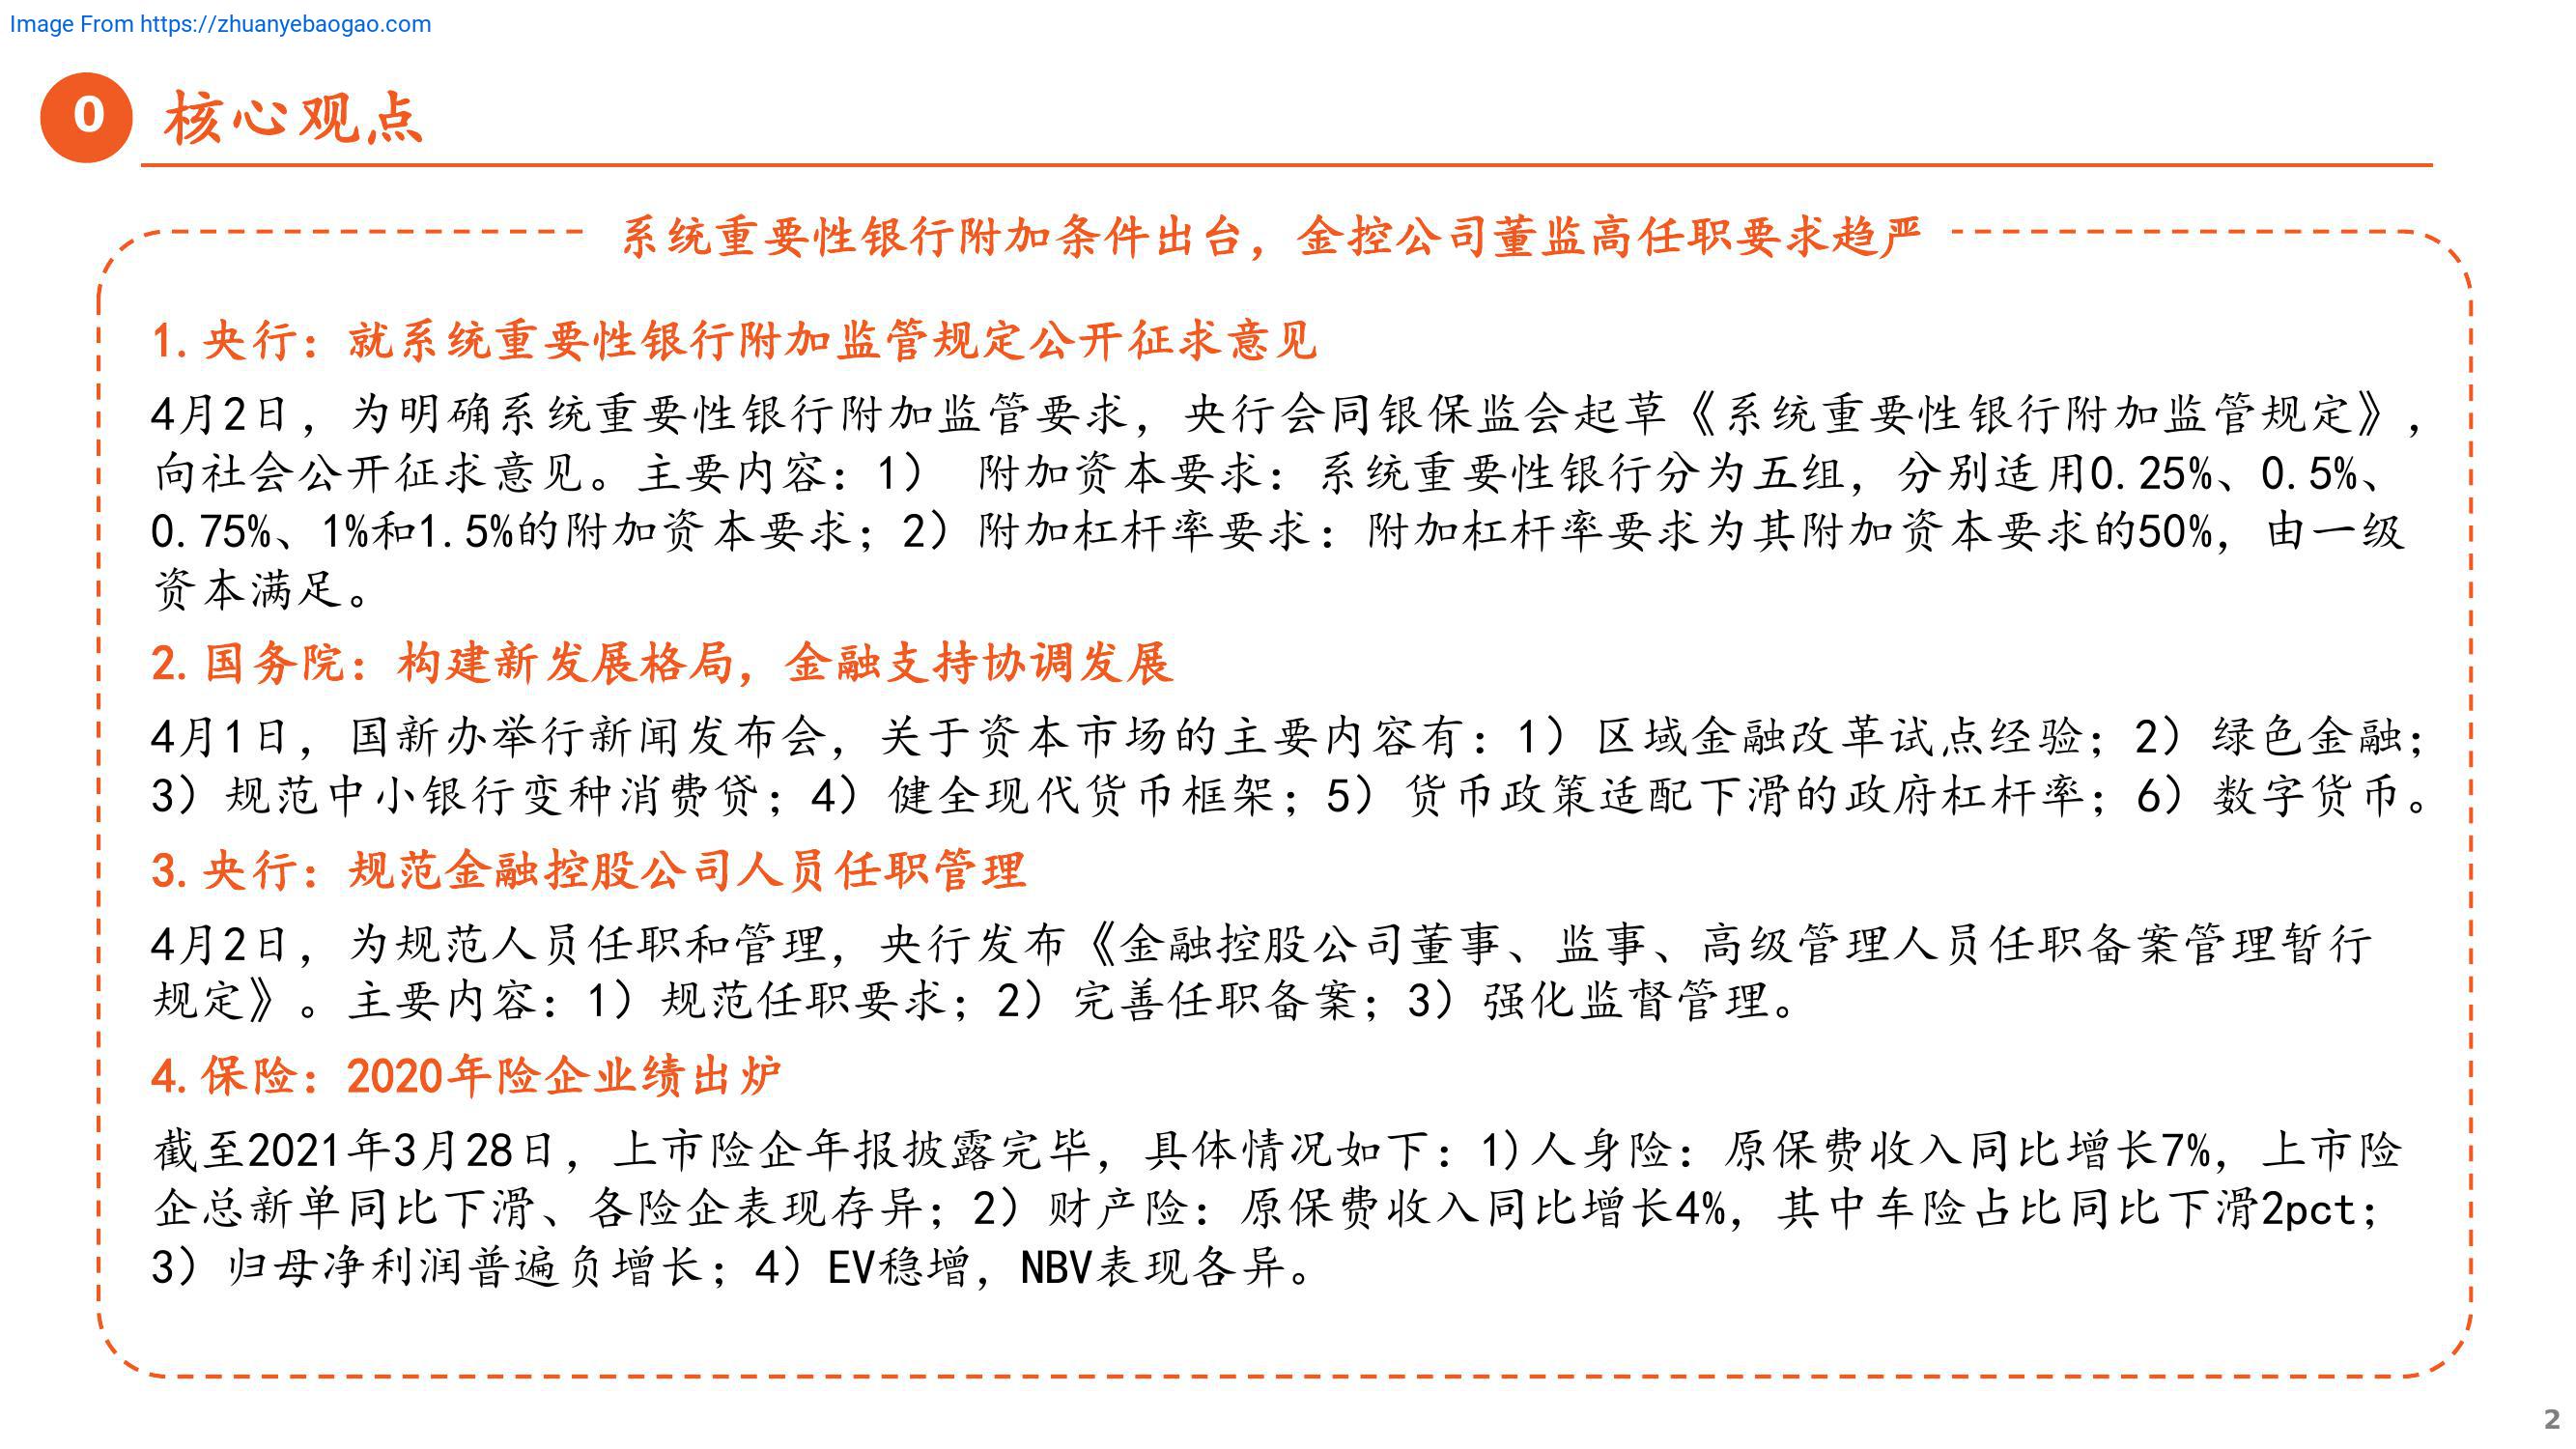 Image From https://zhuanyebaogao.com
0 核心观点
系统重要性银行附加条件出台，金控公司董监高任职要求趋严
1. 央行：就系统重要性银行附加监管规定公开征求意见
4月2日，为明确系统重要性银行附加监管要求，央行会同银保监会起草《系统重要性银行附加监管规定》，
向社会公开征求意见。主要内容：1） 附加资本要求：系统重要性银行分为五组，分别适用0.25%、0.5%、
0.75%、1%和1.5%的附加资本要求；2）附加杠杆率要求：附加杠杆率要求为其附加资本要求的50%，由一级
资本满足。
2. 国务院：构建新发展格局，金融支持协调发展
4月1日，国新办举行新闻发布会，关于资本市场的主要内容有：1）区域金融改革试点经验；2）绿色金融；
3）规范中小银行变种消费贷；4）健全现代货币框架；5）货币政策适配下滑的政府杠杆率；6）数字货币。
3. 央行：规范金融控股公司人员任职管理
4月2日，为规范人员任职和管理，央行发布《金融控股公司董事、监事、高级管理人员任职备案管理暂行
规定》。主要内容：1）规范任职要求；2）完善任职备案；3）强化监督管理。
4. 保险：2020年险企业绩出炉
截至2021年3月28日，上市险企年报披露完毕，具体情况如下：1)人身险：原保费收入同比增长7%，上市险
企总新单同比下滑、各险企表现存异；2）财产险：原保费收入同比增长4%，其中车险占比同比下滑2pct；
3）归母净利润普遍负增长；4）EV稳增，NBV表现各异。
2